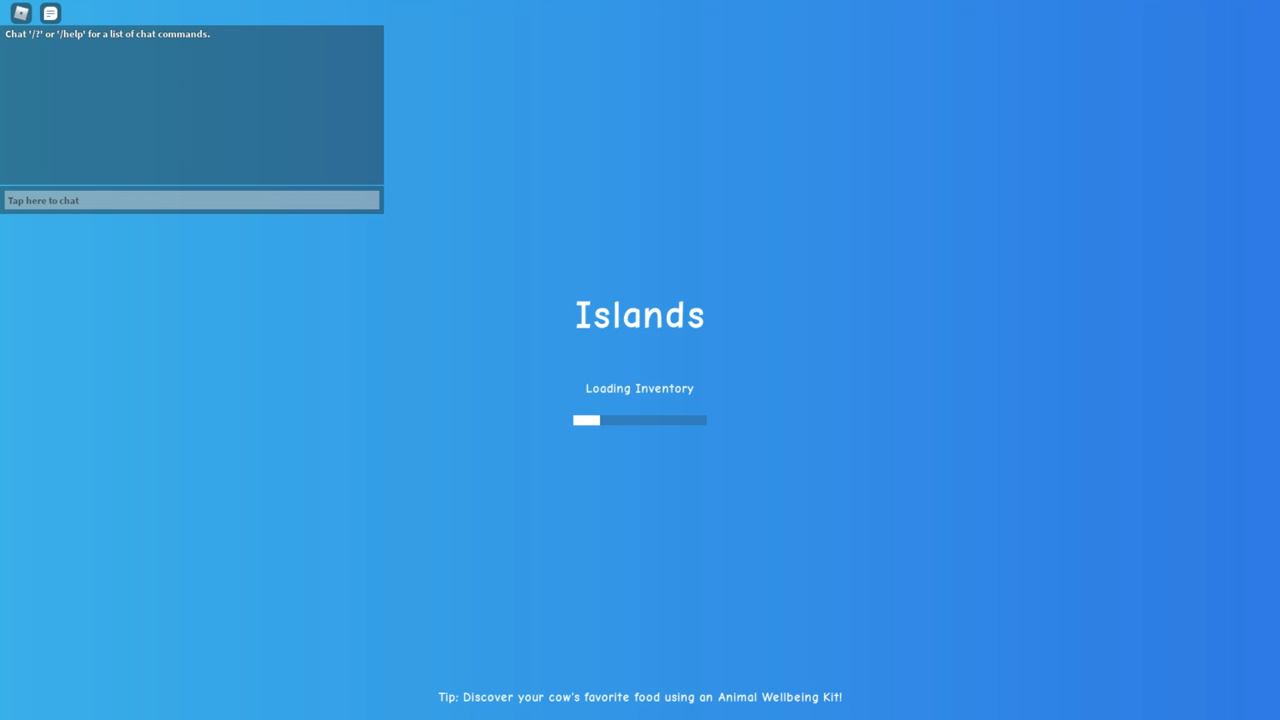 Chat '/?' or '/help' for a list of chat commands.
Tap here to chat
Islands
Loading Inventory
Tip: Discover your cow's favorite food using an Animal Wellbeing Kit!